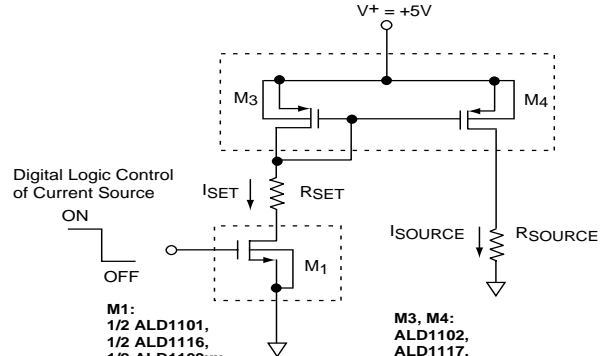 V+ = +5V
M3
M4
Digital Logic Control
of Current Source
ON
OFF
ISET
RSET
M1
ISOURCE
RSOURCE
M1:
1/2 ALD1101,
1/2 ALD1116,
M3, M4:
ALD1102,
ALD1117,